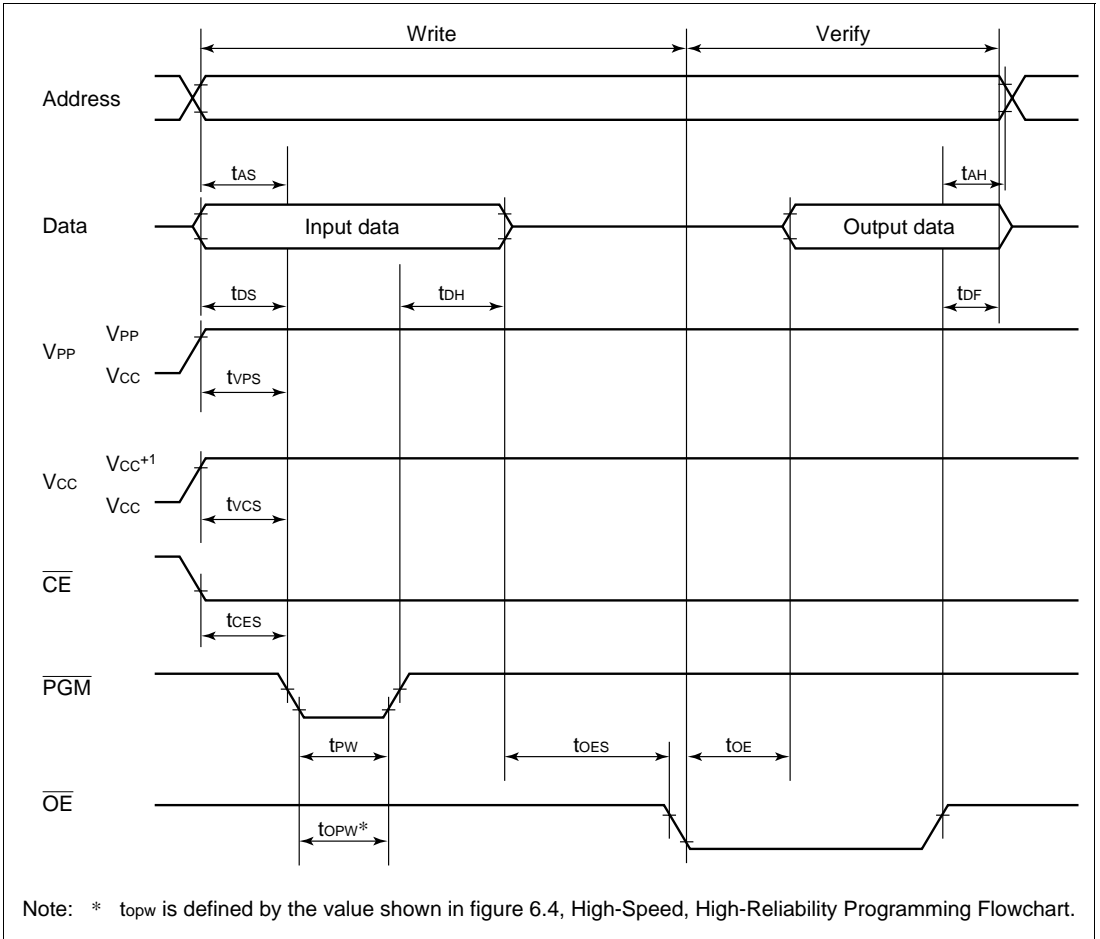 Write Verify
Address
tAS tAH
Data Input data Output data
tDS tDH tDF
VPP VPP
VCC
tVPS
VCC VCC+1
VCC
tVCS
CE
tCES
PGM
tPW tOES tOE
OE
tOPW*
Note: * topw is defined by the value shown in figure 6.4, High-Speed, High-Reliability Programming Flowchart.